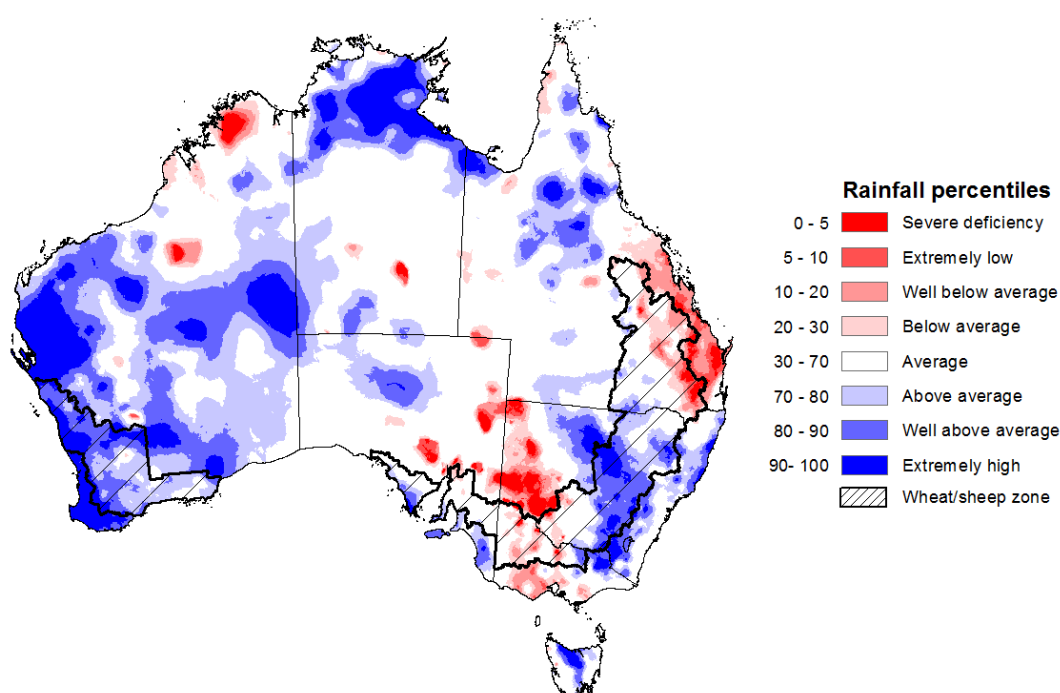 Rainfall percentiles
0 - 5 Severe deficiency
5 - 10 Extremely low
10 - 20 Well below average
20 - 30 Below average
30 - 70 Average
70 - 80 Above average
80 - 90 Well above average
90- 100 Extremely high
Wheat/sheep zone